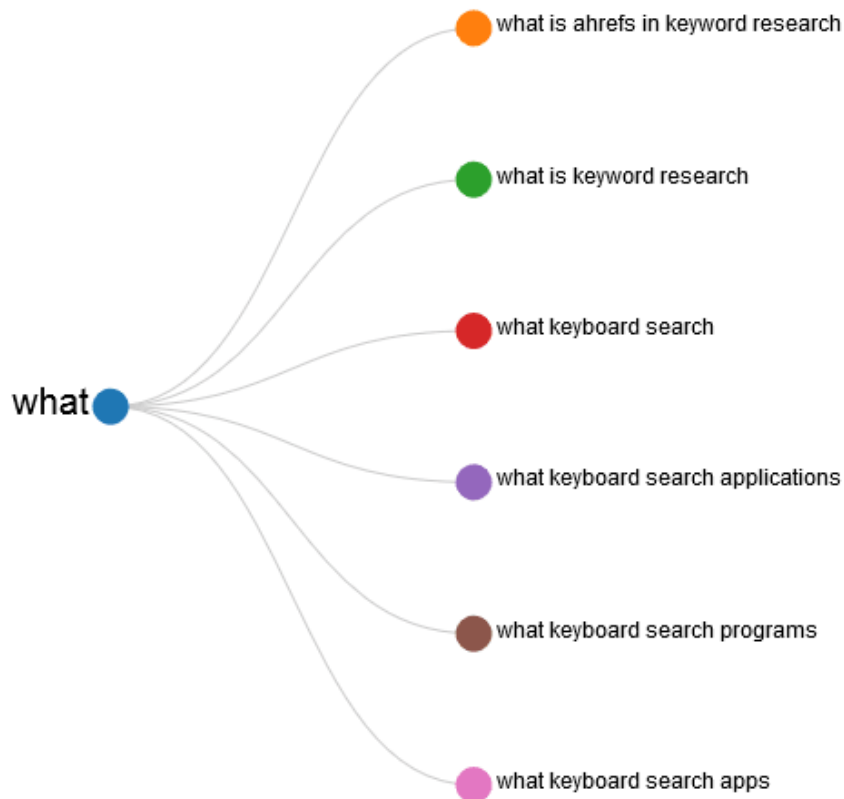 what is ahrefs in keyword research
what is keyword research
what keyboard search
what
what keyboard search applications
what keyboard search programs
what keyboard search apps